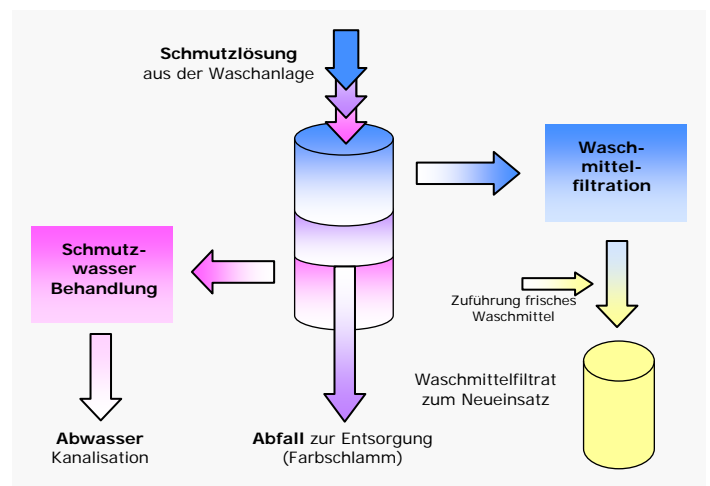 Schmutzlösung
aus der Waschanlage
Wasch-
mittel-
filtration
Schmutz-
wasser
Behandlung
Zuführung frisches
Waschmittel
Waschmittelfiltrat
zum Neueinsatz
Abwasser
Kanalisation
Abfall zur Entsorgung
(Farbschlamm)